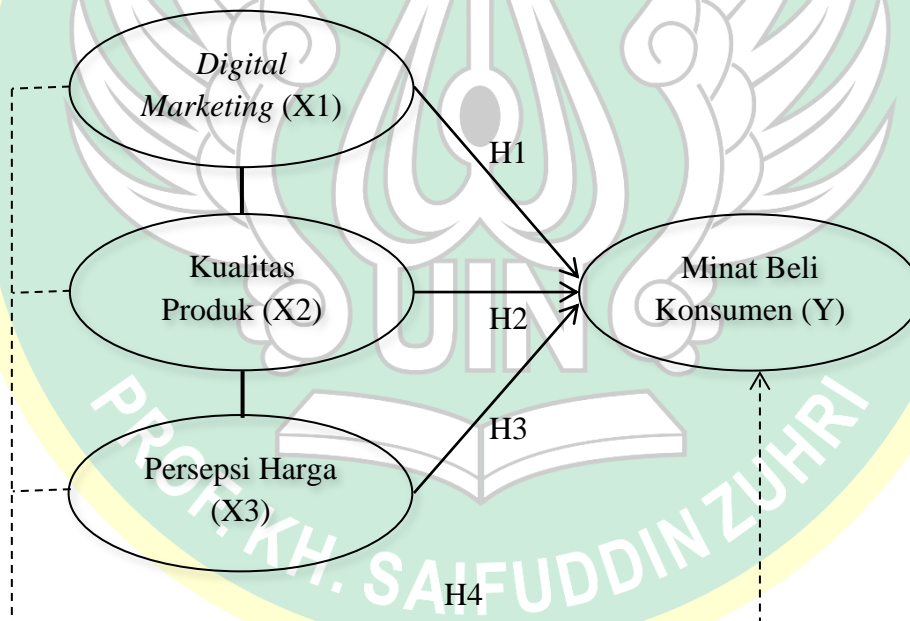 Digital
Marketing (X1)
H1
Kualitas
Produk (X2)
H2
Minat Beli
Konsumen (Y)
H3
Persepsi Harga
(X3)
H4
UIN
PROF. KH. SAIFUDDIN ZUHRI